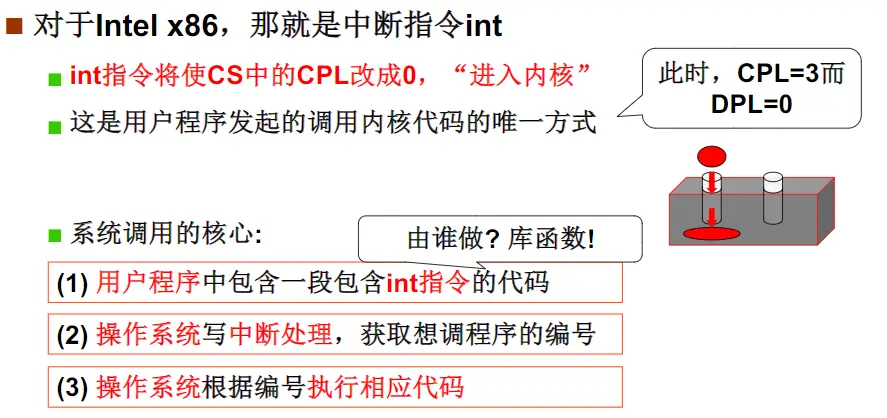 对于Intel x86，那就是中断指令int
int指令将使CS中的CPL改成0，“进入内核”
此时，CPL=3而
DPL=0
这是用户程序发起的调用内核代码的唯一方式
系统调用的核心:
由谁做? 库函数!
(1) 用户程序中包含一段包含int指令的代码
(2) 操作系统写中断处理，获取想调程序的编号
(3) 操作系统根据编号执行相应代码